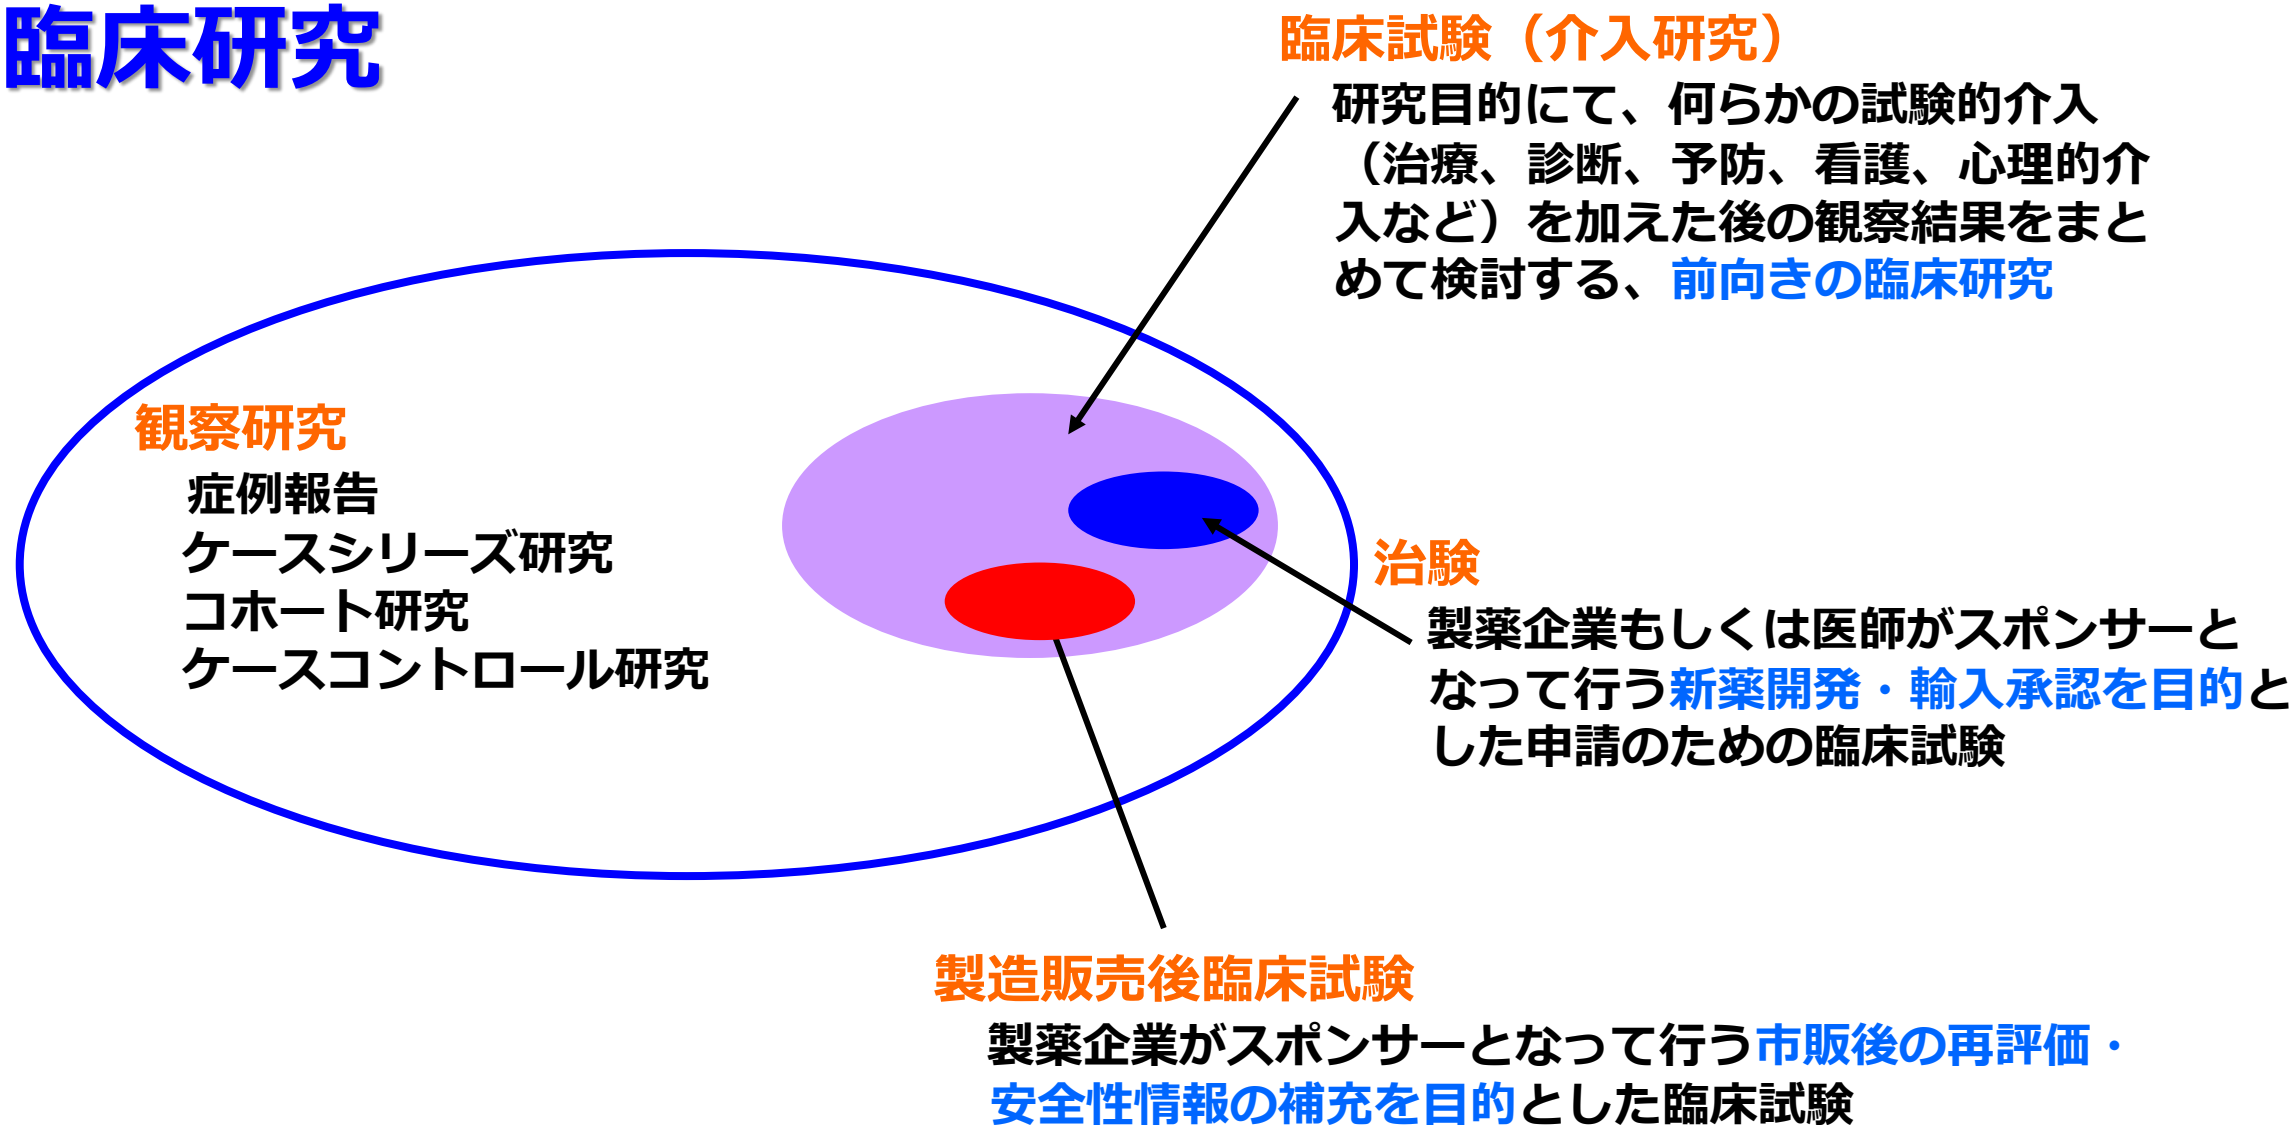 臨床研究
臨床試験（介入研究）
研究目的にて、何らかの試験的介入
（治療、診断、予防、看護、心理的介
入など）を加えた後の観察結果をまと
めて検討する、前向きの臨床研究
観察研究
症例報告
ケースシリーズ研究
コホート研究
ケースコントロール研究
治験
製薬企業もしくは医師がスポンサーと
なって行う新薬開発・輸入承認を目的と
した申請のための臨床試験
製造販売後臨床試験
製薬企業がスポンサーとなって行う市販後の再評価・
安全性情報の補充を目的とした臨床試験